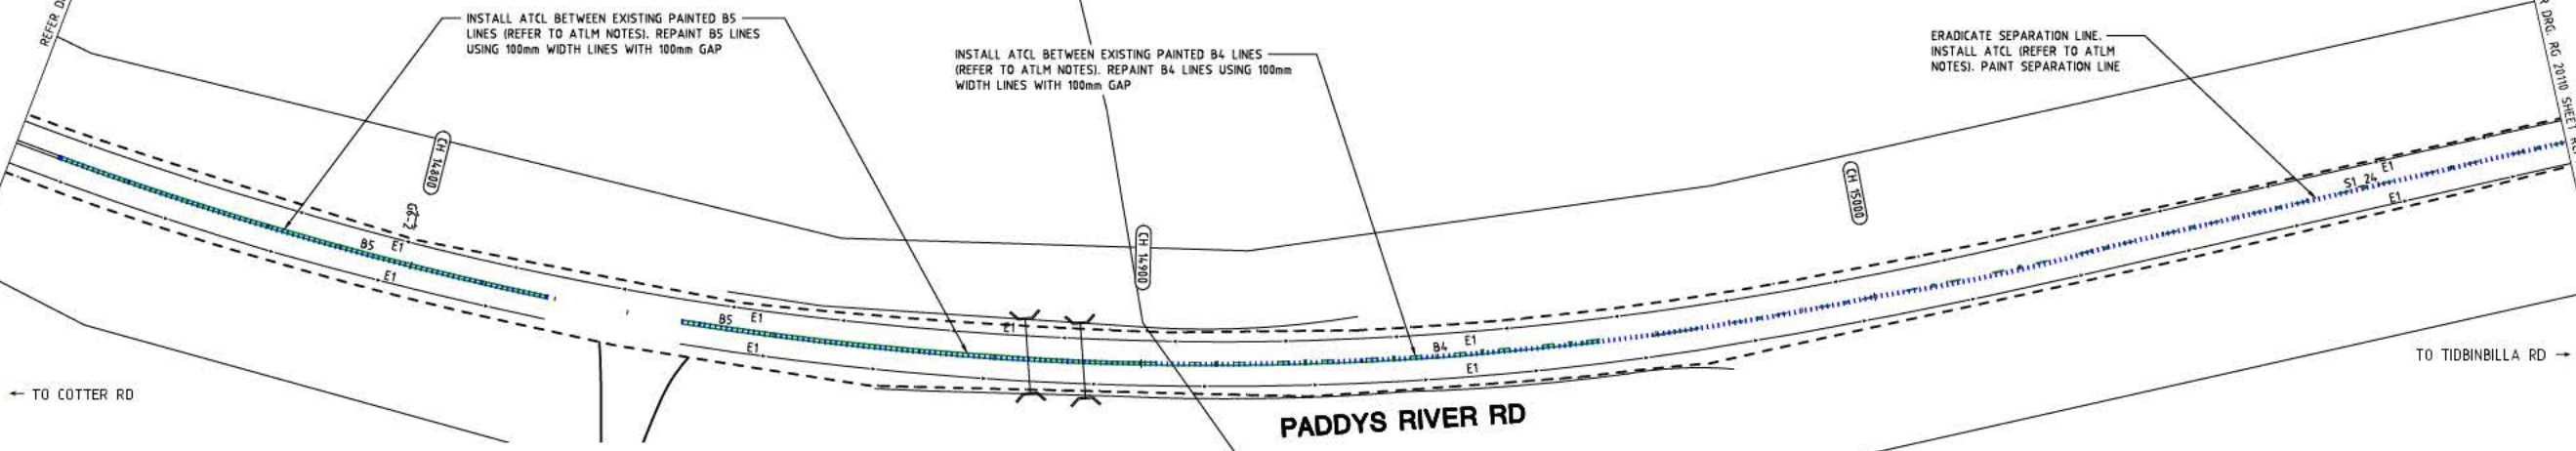 INSTALL ATCL BETWEEN EXISTING PAINTED B5
LINES (REFER TO ATLM NOTES). REPAINT B5 LINES
USING 100mm WIDTH LINES WITH 100mm GAP
INSTALL ATCL BETWEEN EXISTING PAINTED B4 LINES
(REFER TO ATLM NOTES). REPAINT B4 LINES USING 100mm
WIDTH LINES WITH 100mm GAP
ERADICATE SEPARATION LINE.
INSTALL ATCL (REFER TO ATLM
NOTES). PAINT SEPARATION LINE
REFER
DRG. RG 20110 SHEET
CH 14800
G6-2
B5 E1
E1
CH 14900
CH 15000
B5 E1
E1
E1
B4 E1
E1
S1_24 E1
E1
← TO COTTER RD
PADDYS RIVER RD
TO TIDBINBILLA RD →